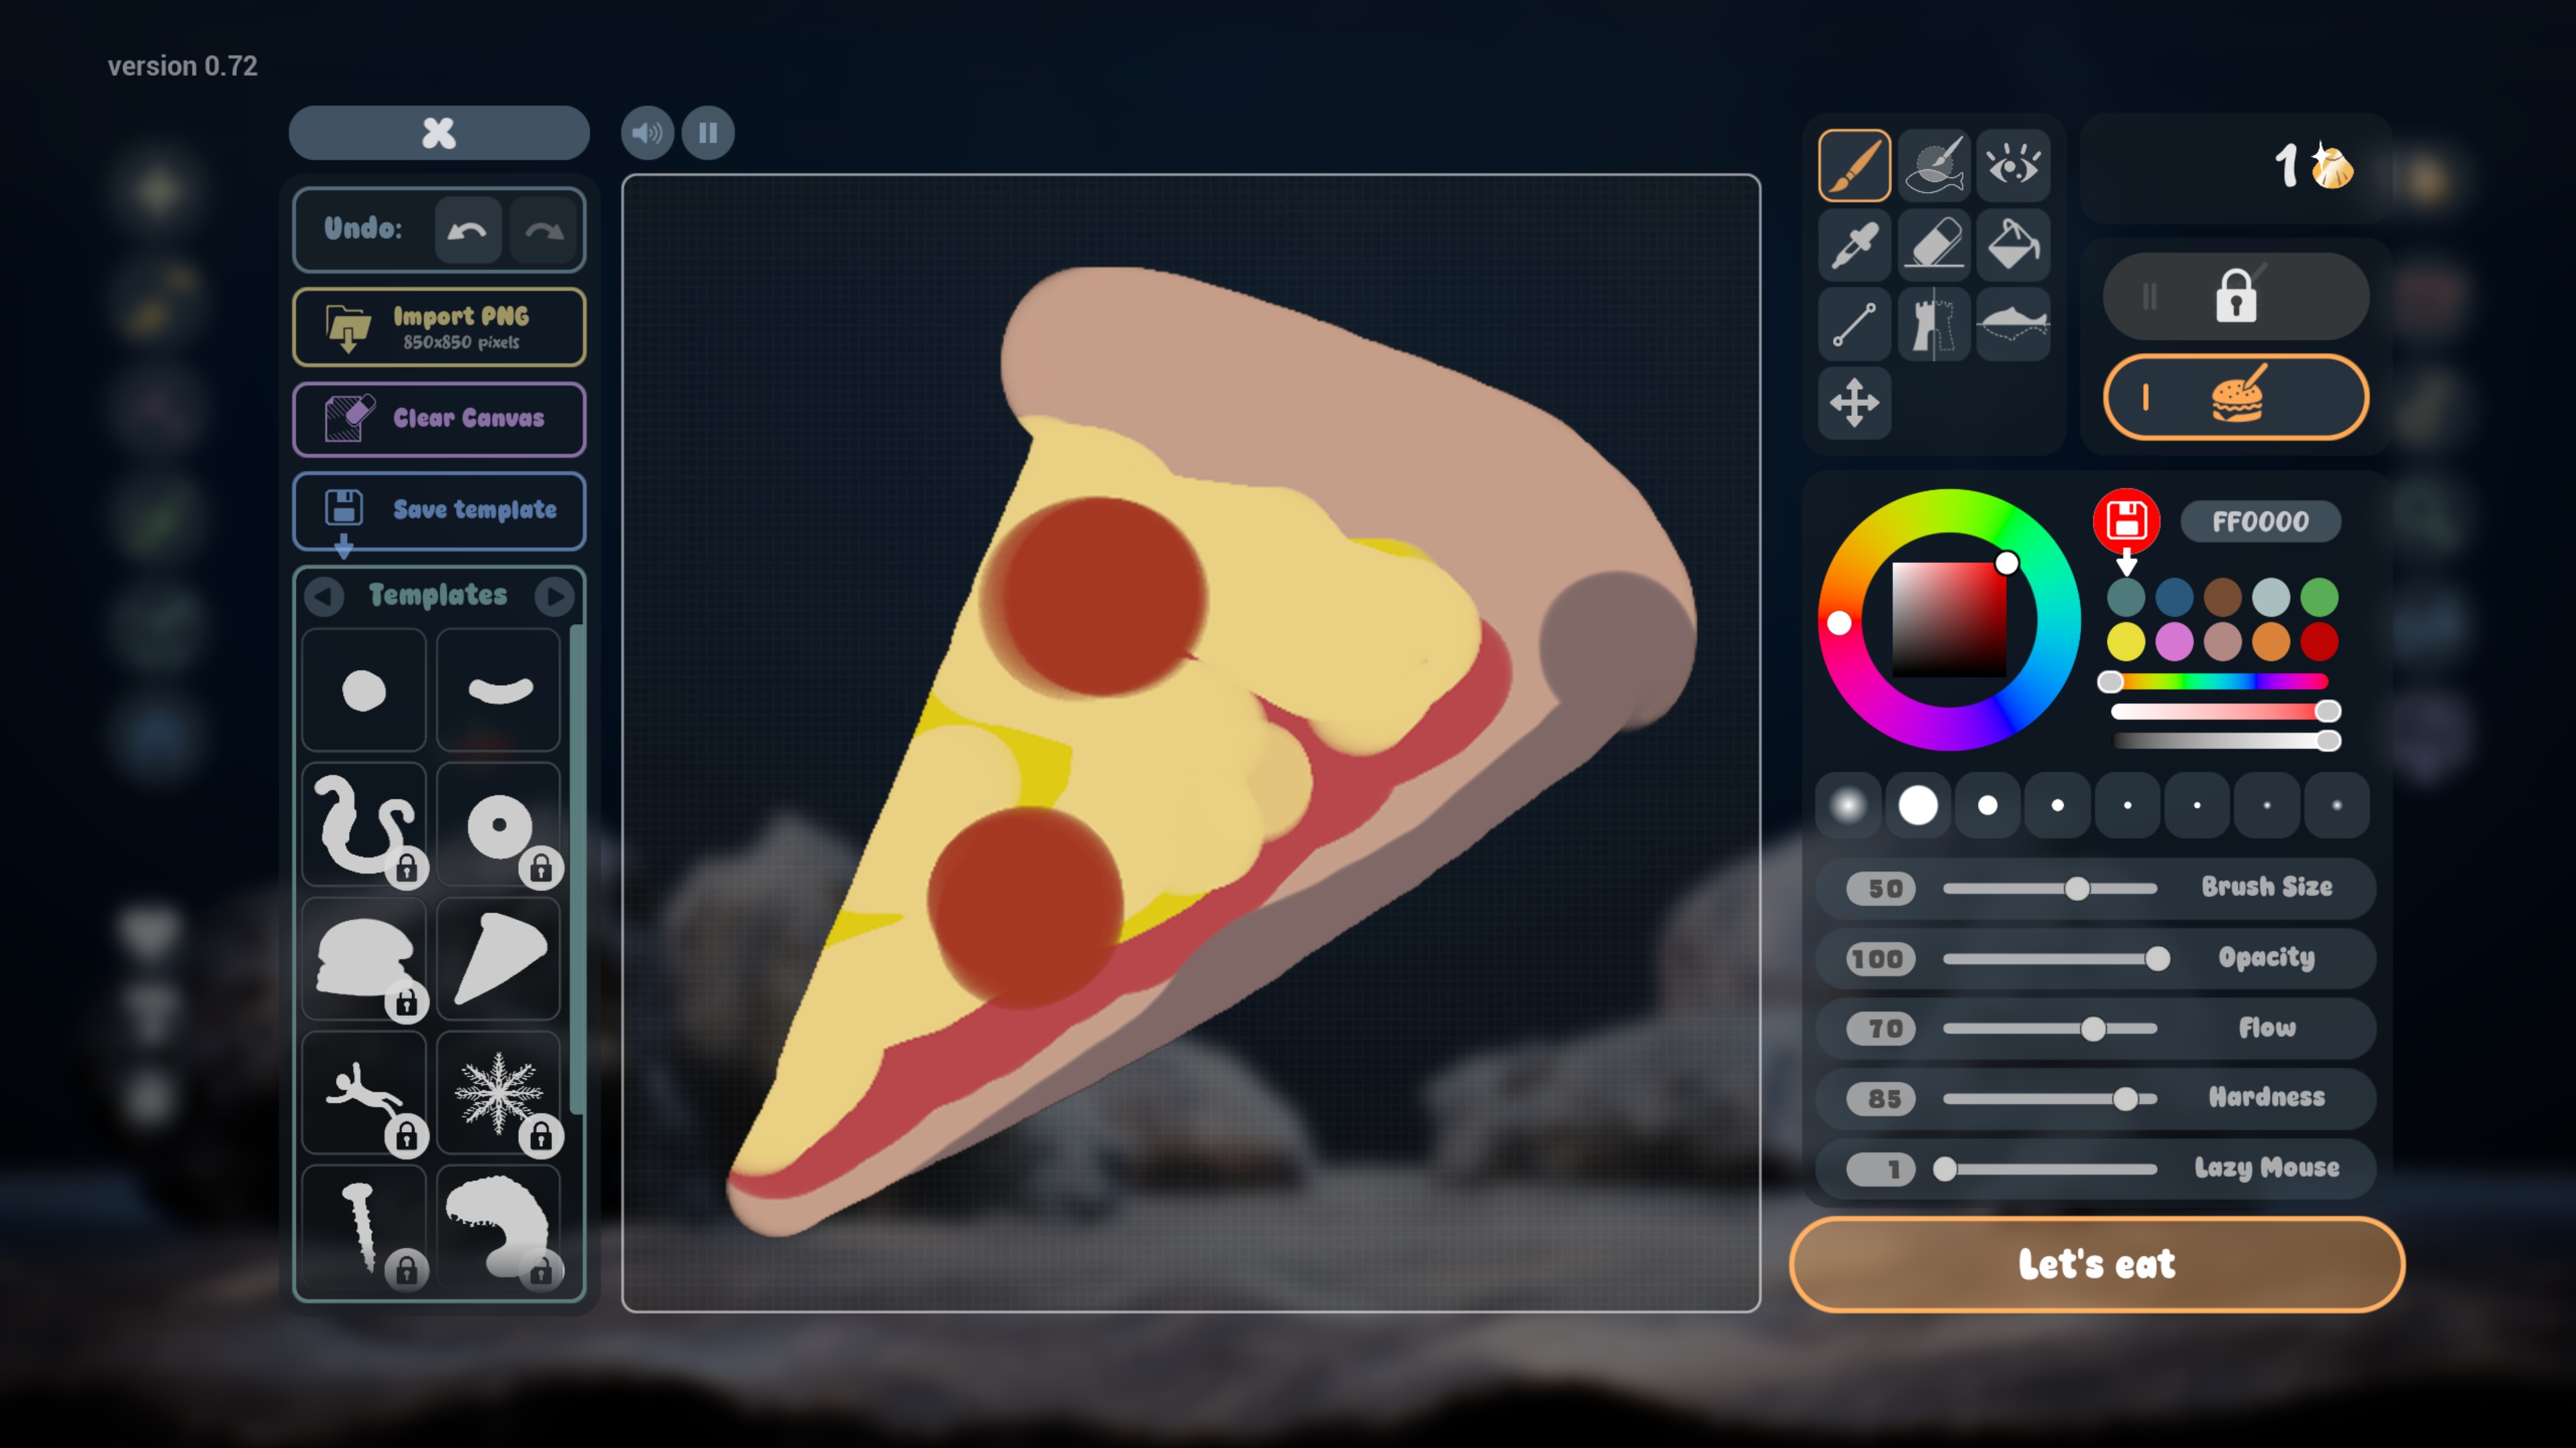 version 0.72
Undo:
Import PNG
850x850 pixels
Clear Canvas
Save template
Templates
1
FF0000
50 Brush Size
100 Opacity
70 Flow
85 Hardness
1 Lazy Mouse
Let's eat